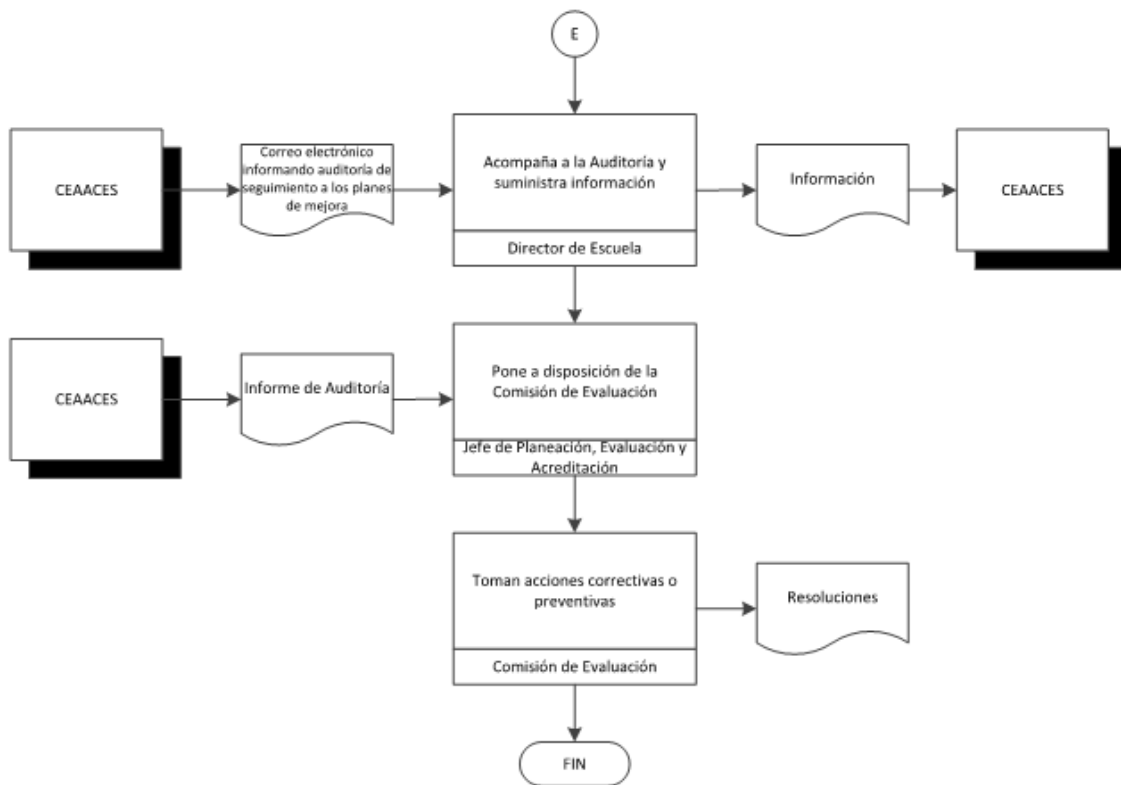 E
CEAACES
Correo electrónico
informando auditoría de
seguimiento a los planes
de mejora
Acompaña a la Auditoría y
suministra información
Director de Escuela
Información
CEAACES
CEAACES
Informe de Auditoría
Pone a disposición de la
Comisión de Evaluación
Jefe de Planeación, Evaluación y
Acreditación
Toman acciones correctivas o
preventivas
Comisión de Evaluación
Resoluciones
FIN